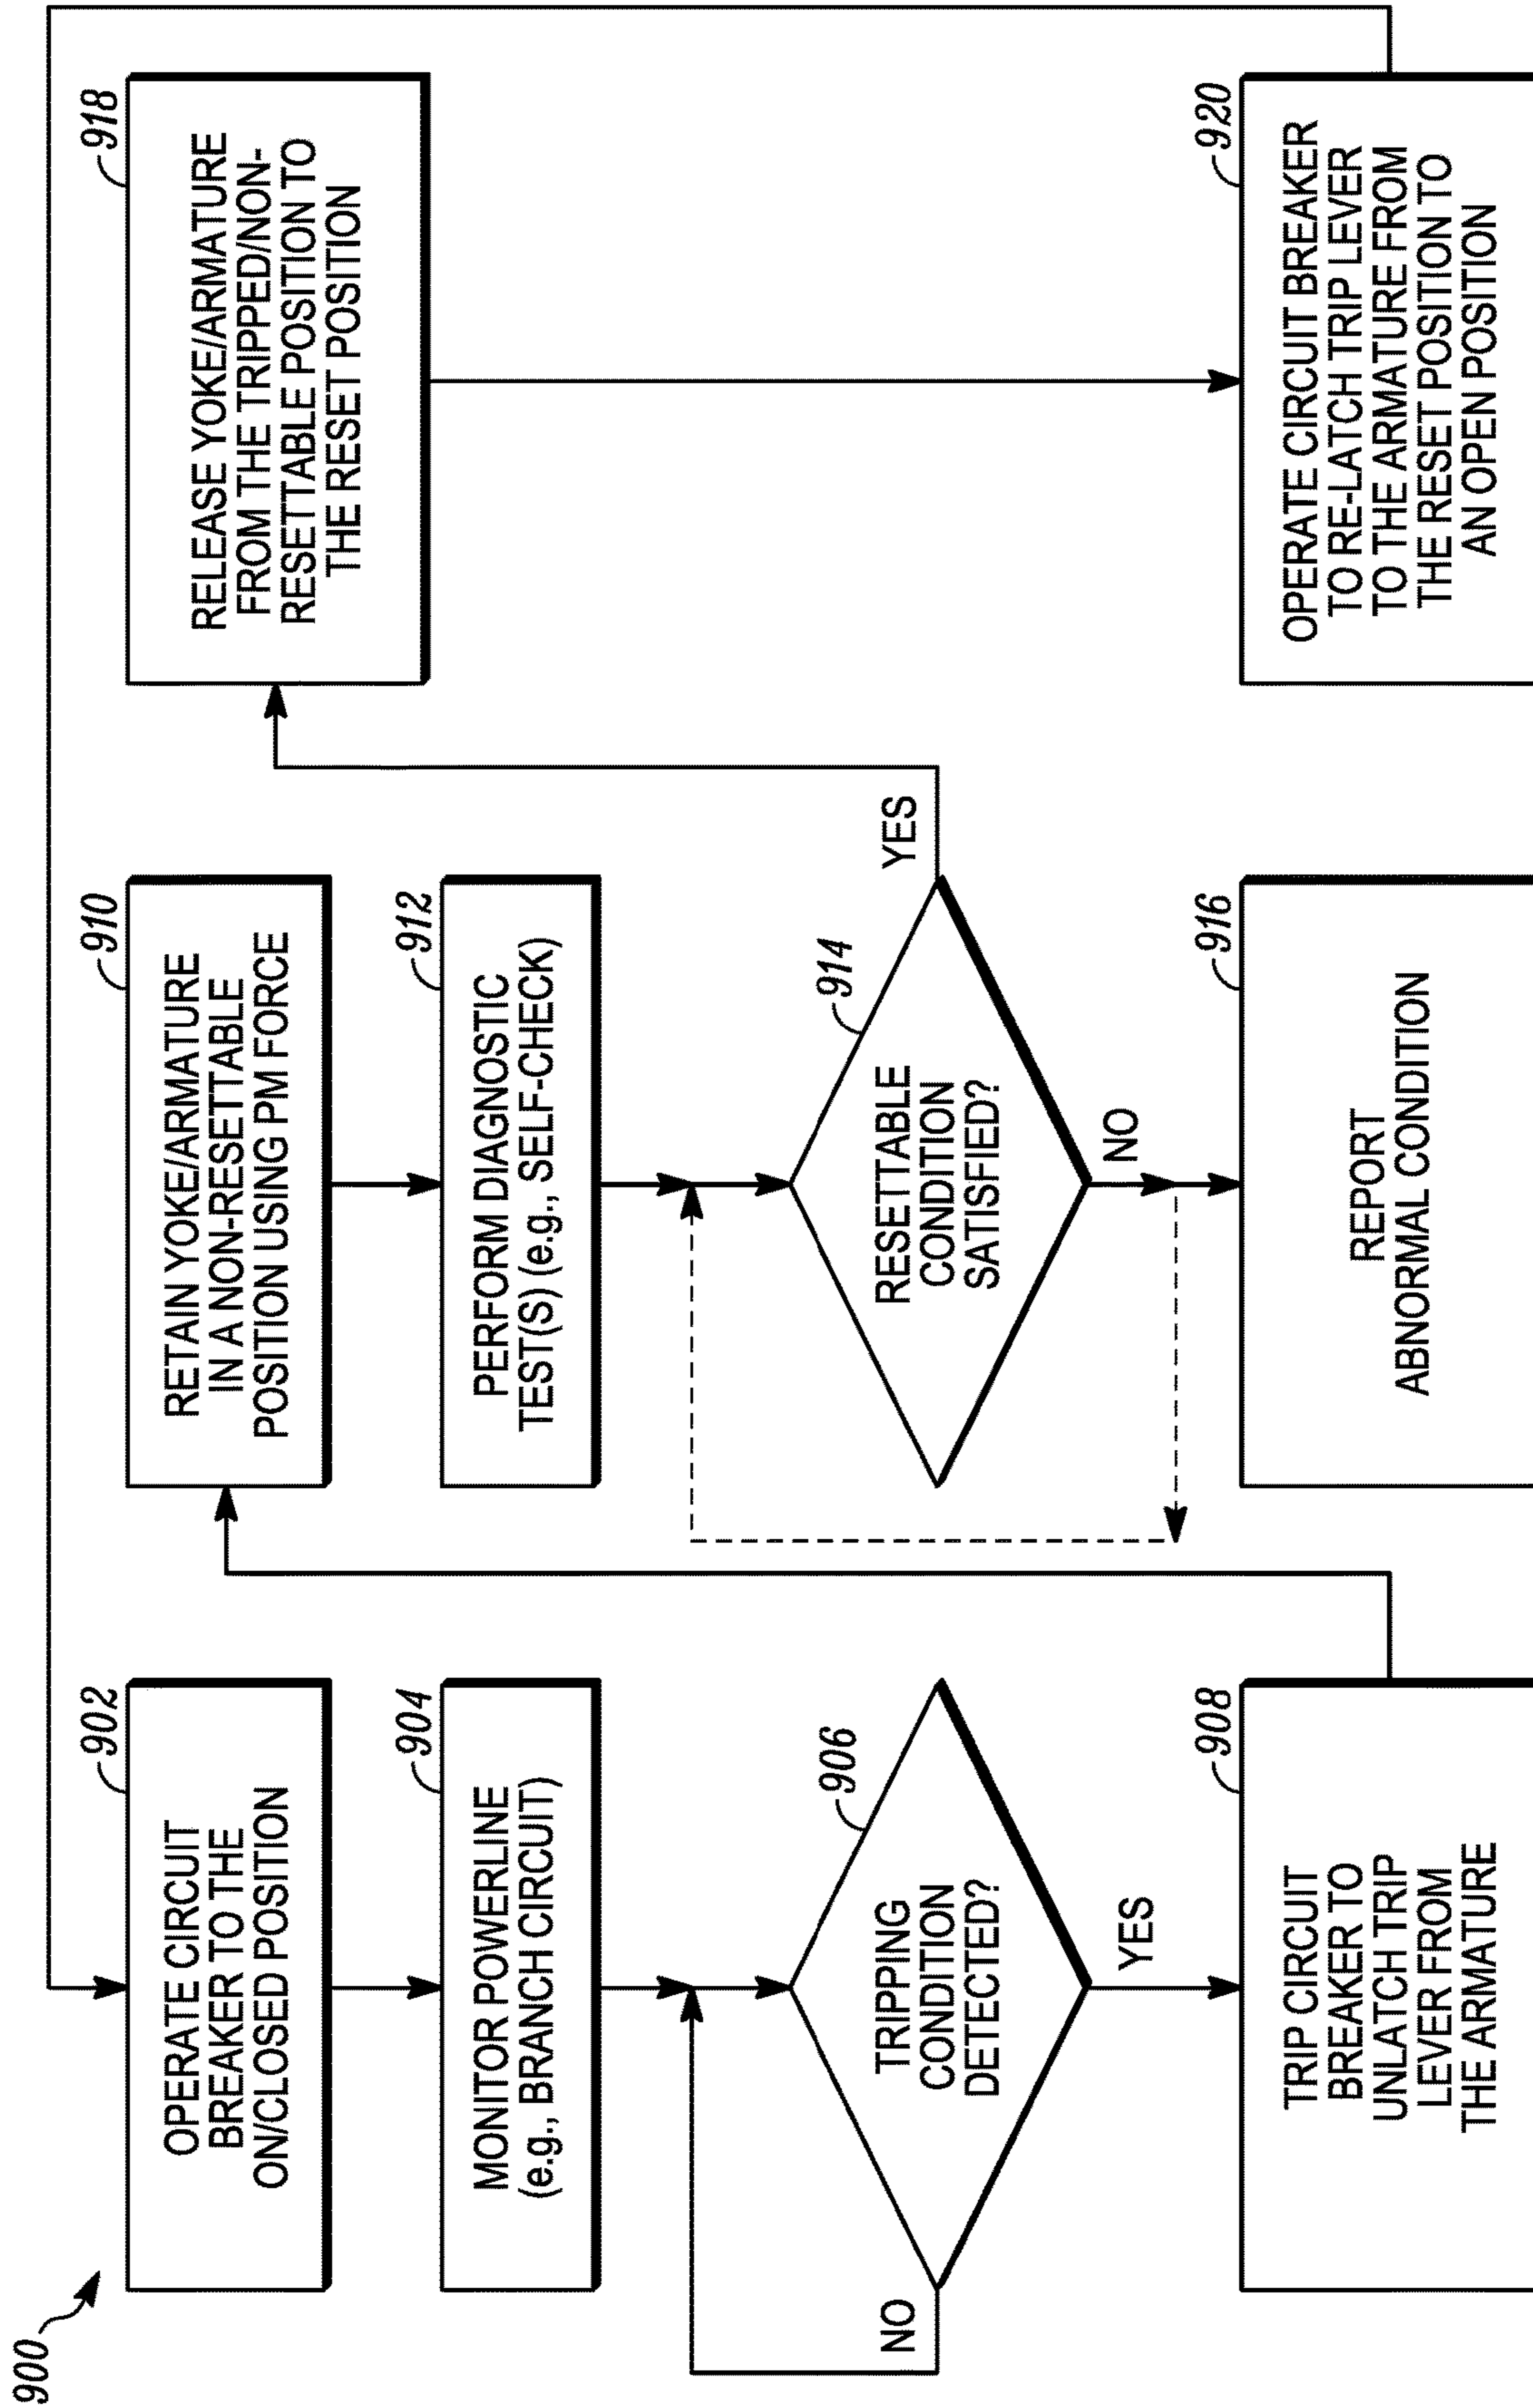 900
902
OPERATE CIRCUIT
BREAKER TO THE
ON/CLOSED POSITION
904
MONITOR POWERLINE
(e.g., BRANCH CIRCUIT)
906
TRIPPING
CONDITION
DETECTED?
NO
YES
908
TRIP CIRCUIT
BREAKER TO
UNLATCH TRIP
LEVER FROM
THE ARMATURE
910
RETAIN YOKE/ARMATURE
IN A NON-RESETTABLE
POSITION USING PM FORCE
912
PERFORM DIAGNOSTIC
TEST(S) (e.g., SELF-CHECK)
914
RESETTABLE
CONDITION
SATISFIED?
YES
NO
916
REPORT
ABNORMAL CONDITION
918
RELEASE YOKE/ARMATURE
FROM THE TRIPPED/NON-
RESETTABLE POSITION TO
THE RESET POSITION
920
OPERATE CIRCUIT BREAKER
TO RE-LATCH TRIP LEVER
TO THE ARMATURE FROM
THE RESET POSITION TO
AN OPEN POSITION